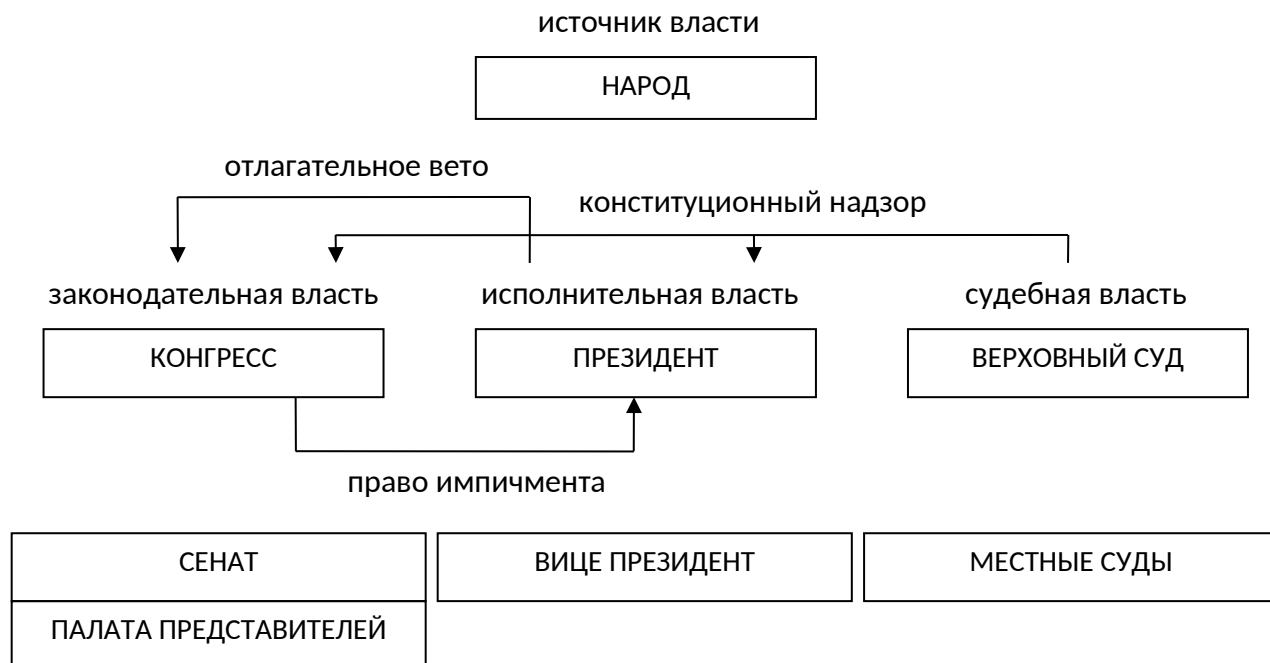 источник власти
НАРОД
отлагательное вето
конституционный надзор
законодательная власть
исполнительная власть
судебная власть
КОНГРЕСС
ПРЕЗИДЕНТ
ВЕРХОВНЫЙ СУД
право импичмента
СЕНАТ
ВИЦЕ ПРЕЗИДЕНТ
МЕСТНЫЕ СУДЫ
ПАЛАТА ПРЕДСТАВИТЕЛЕЙ